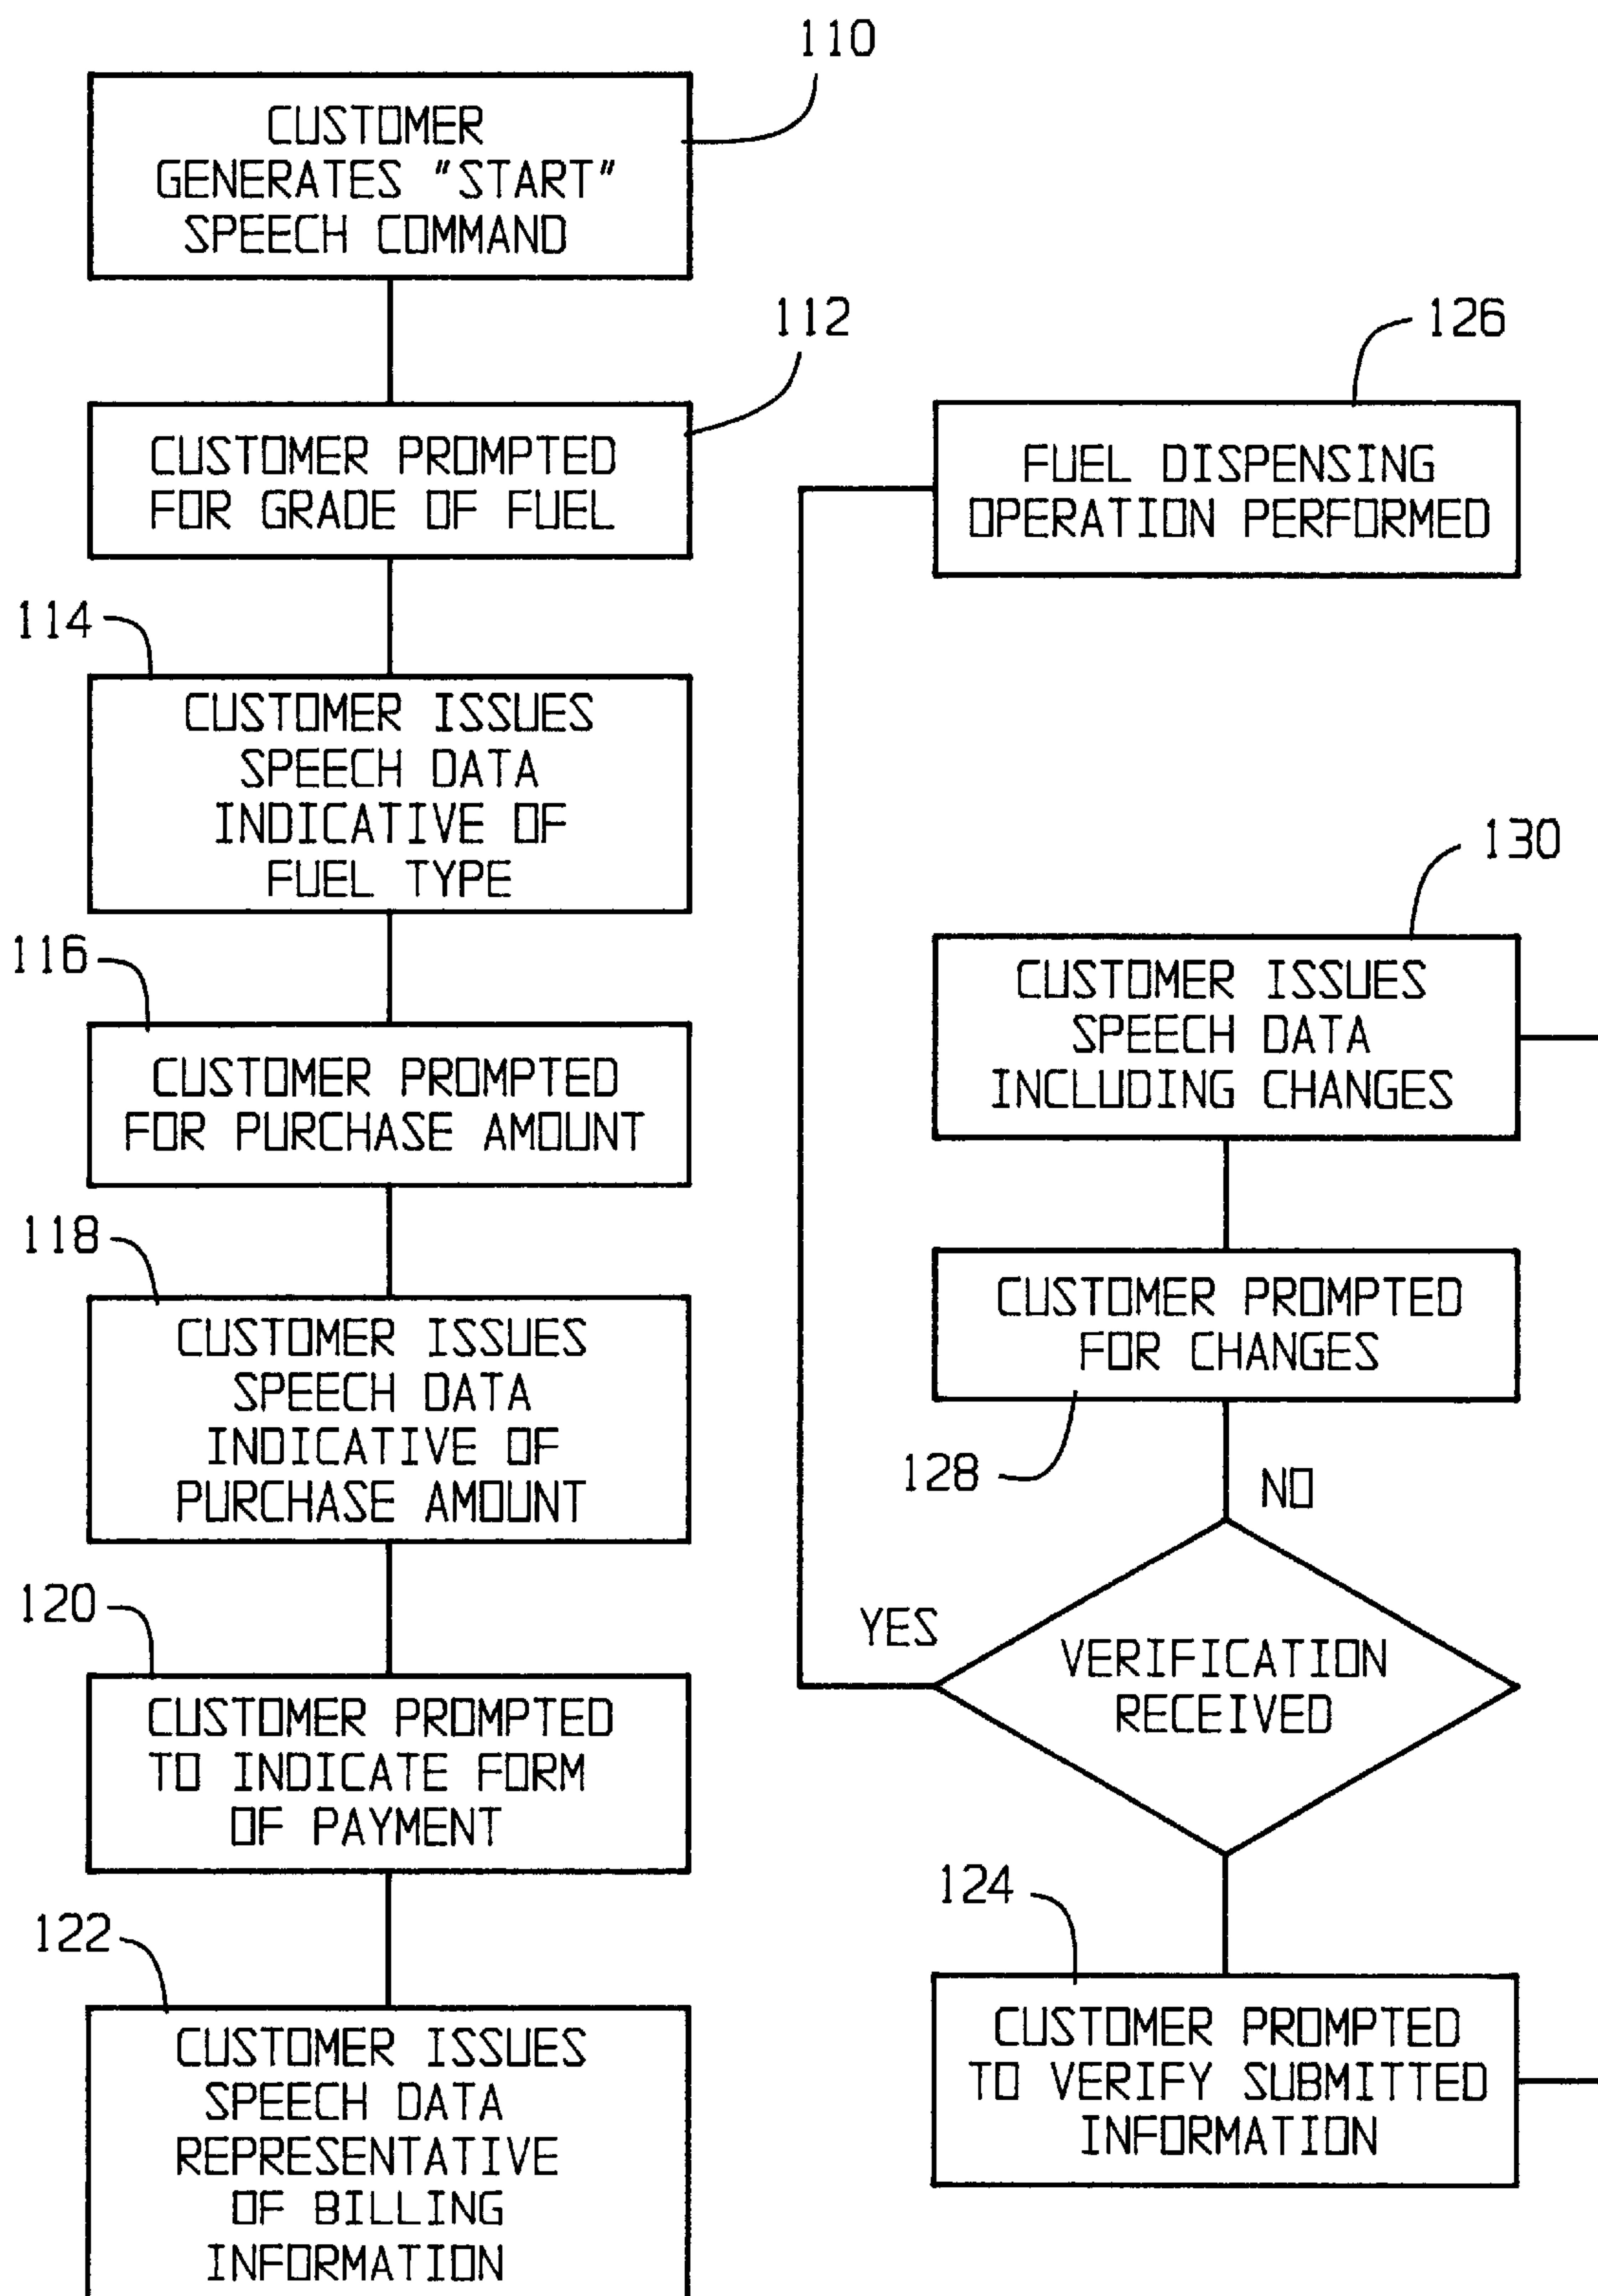 110
CUSTOMER
GENERATES "START"
SPEECH COMMAND
112
CUSTOMER PROMPTED
FOR GRADE OF FUEL
114
CUSTOMER ISSUES
SPEECH DATA
INDICATIVE OF
FUEL TYPE
116
CUSTOMER PROMPTED
FOR PURCHASE AMOUNT
118
CUSTOMER ISSUES
SPEECH DATA
INDICATIVE OF
PURCHASE AMOUNT
120
CUSTOMER PROMPTED
TO INDICATE FORM
OF PAYMENT
122
CUSTOMER ISSUES
SPEECH DATA
REPRESENTATIVE
OF BILLING
INFORMATION
126
FUEL DISPENSING
OPERATION PERFORMED
130
CUSTOMER ISSUES
SPEECH DATA
INCLUDING CHANGES
CUSTOMER PROMPTED
FOR CHANGES
128
NO
YES
VERIFICATION
RECEIVED
124
CUSTOMER PROMPTED
TO VERIFY SUBMITTED
INFORMATION